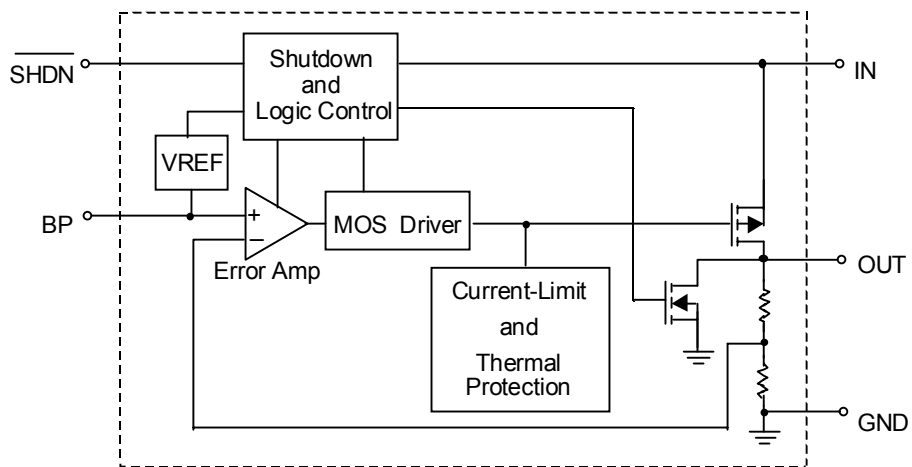 SHDN
Shutdown
and
Logic Control
IN
VREF
BP
+
−
MOS Driver
Error Amp
OUT
Current-Limit
and
Thermal
Protection
GND